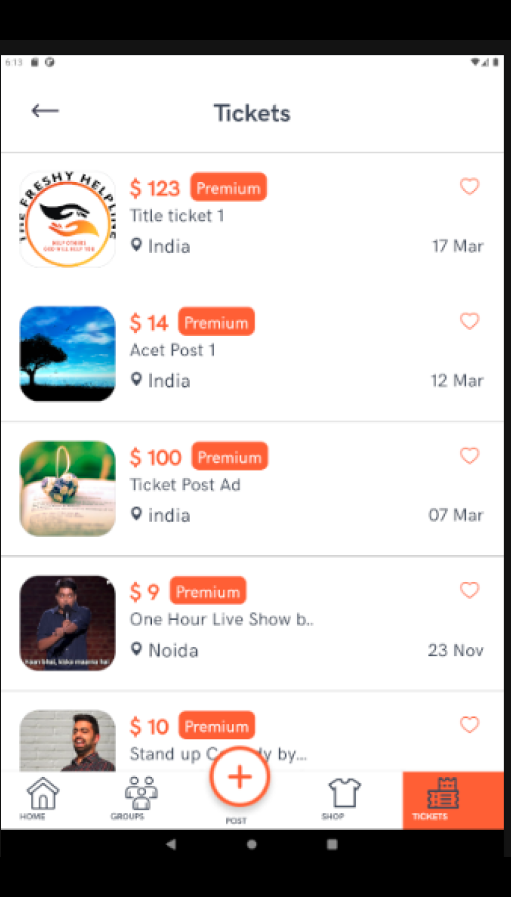 6:13
Tickets
THE FRESHY HELPLINE
HELP OTHERS
GOD WILL HELP YOU
$ 123 Premium
Title ticket 1
India
17 Mar
$ 14 Premium
Acet Post 1
India
12 Mar
$ 100 Premium
Ticket Post Ad
india
07 Mar
$ 9 Premium
One Hour Live Show b..
Noida
23 Nov
$ 10 Premium
Stand up by...
HOME
GROUPS
POST
SHOP
TICKETS